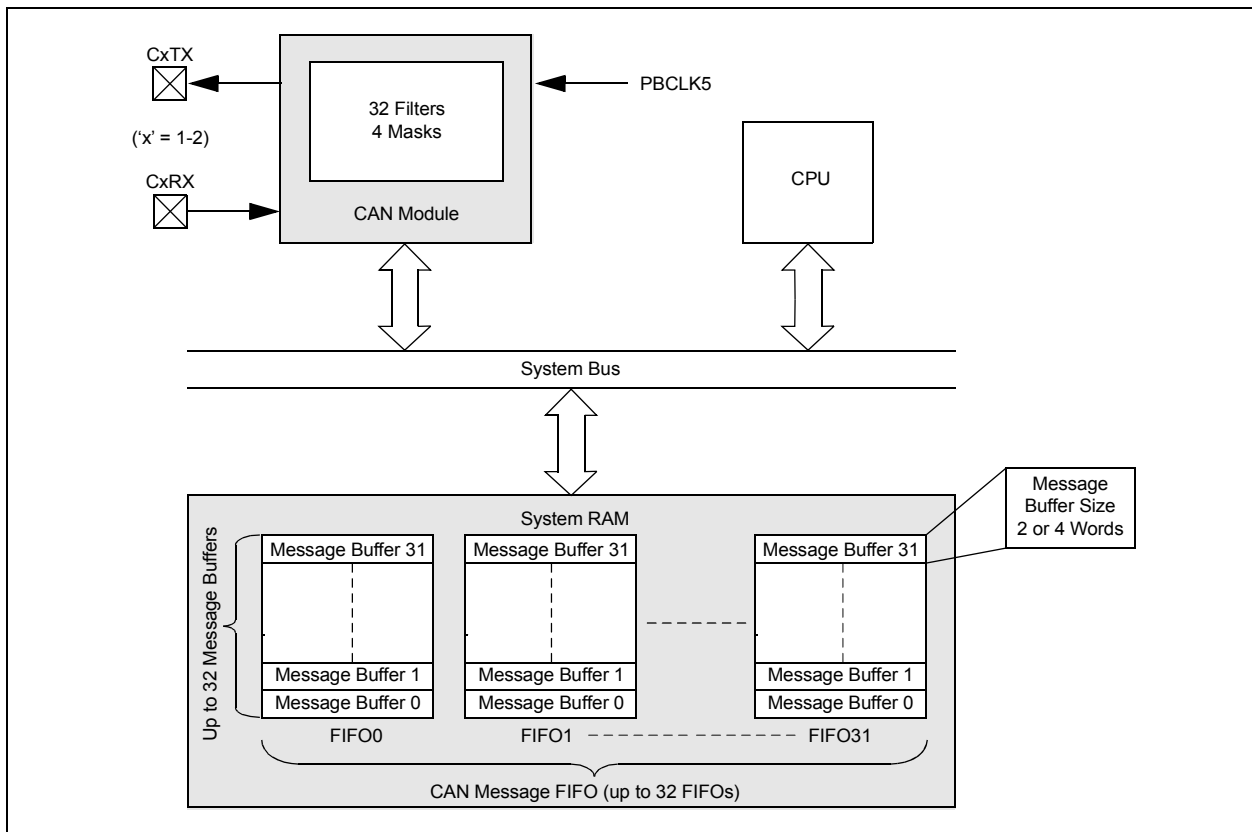 CxTX
PBCLK5
32 Filters
4 Masks
(‘x’ = 1-2)
CPU
CxRX
CAN Module
System Bus
Message
Buffer Size
2 or 4 Words
System RAM
Up to 32 Message Buffers
Message Buffer 31
Message Buffer 31
Message Buffer 31
Message Buffer 1
Message Buffer 1
Message Buffer 1
Message Buffer 0
Message Buffer 0
Message Buffer 0
FIFO0
FIFO1
FIFO31
CAN Message FIFO (up to 32 FIFOs)